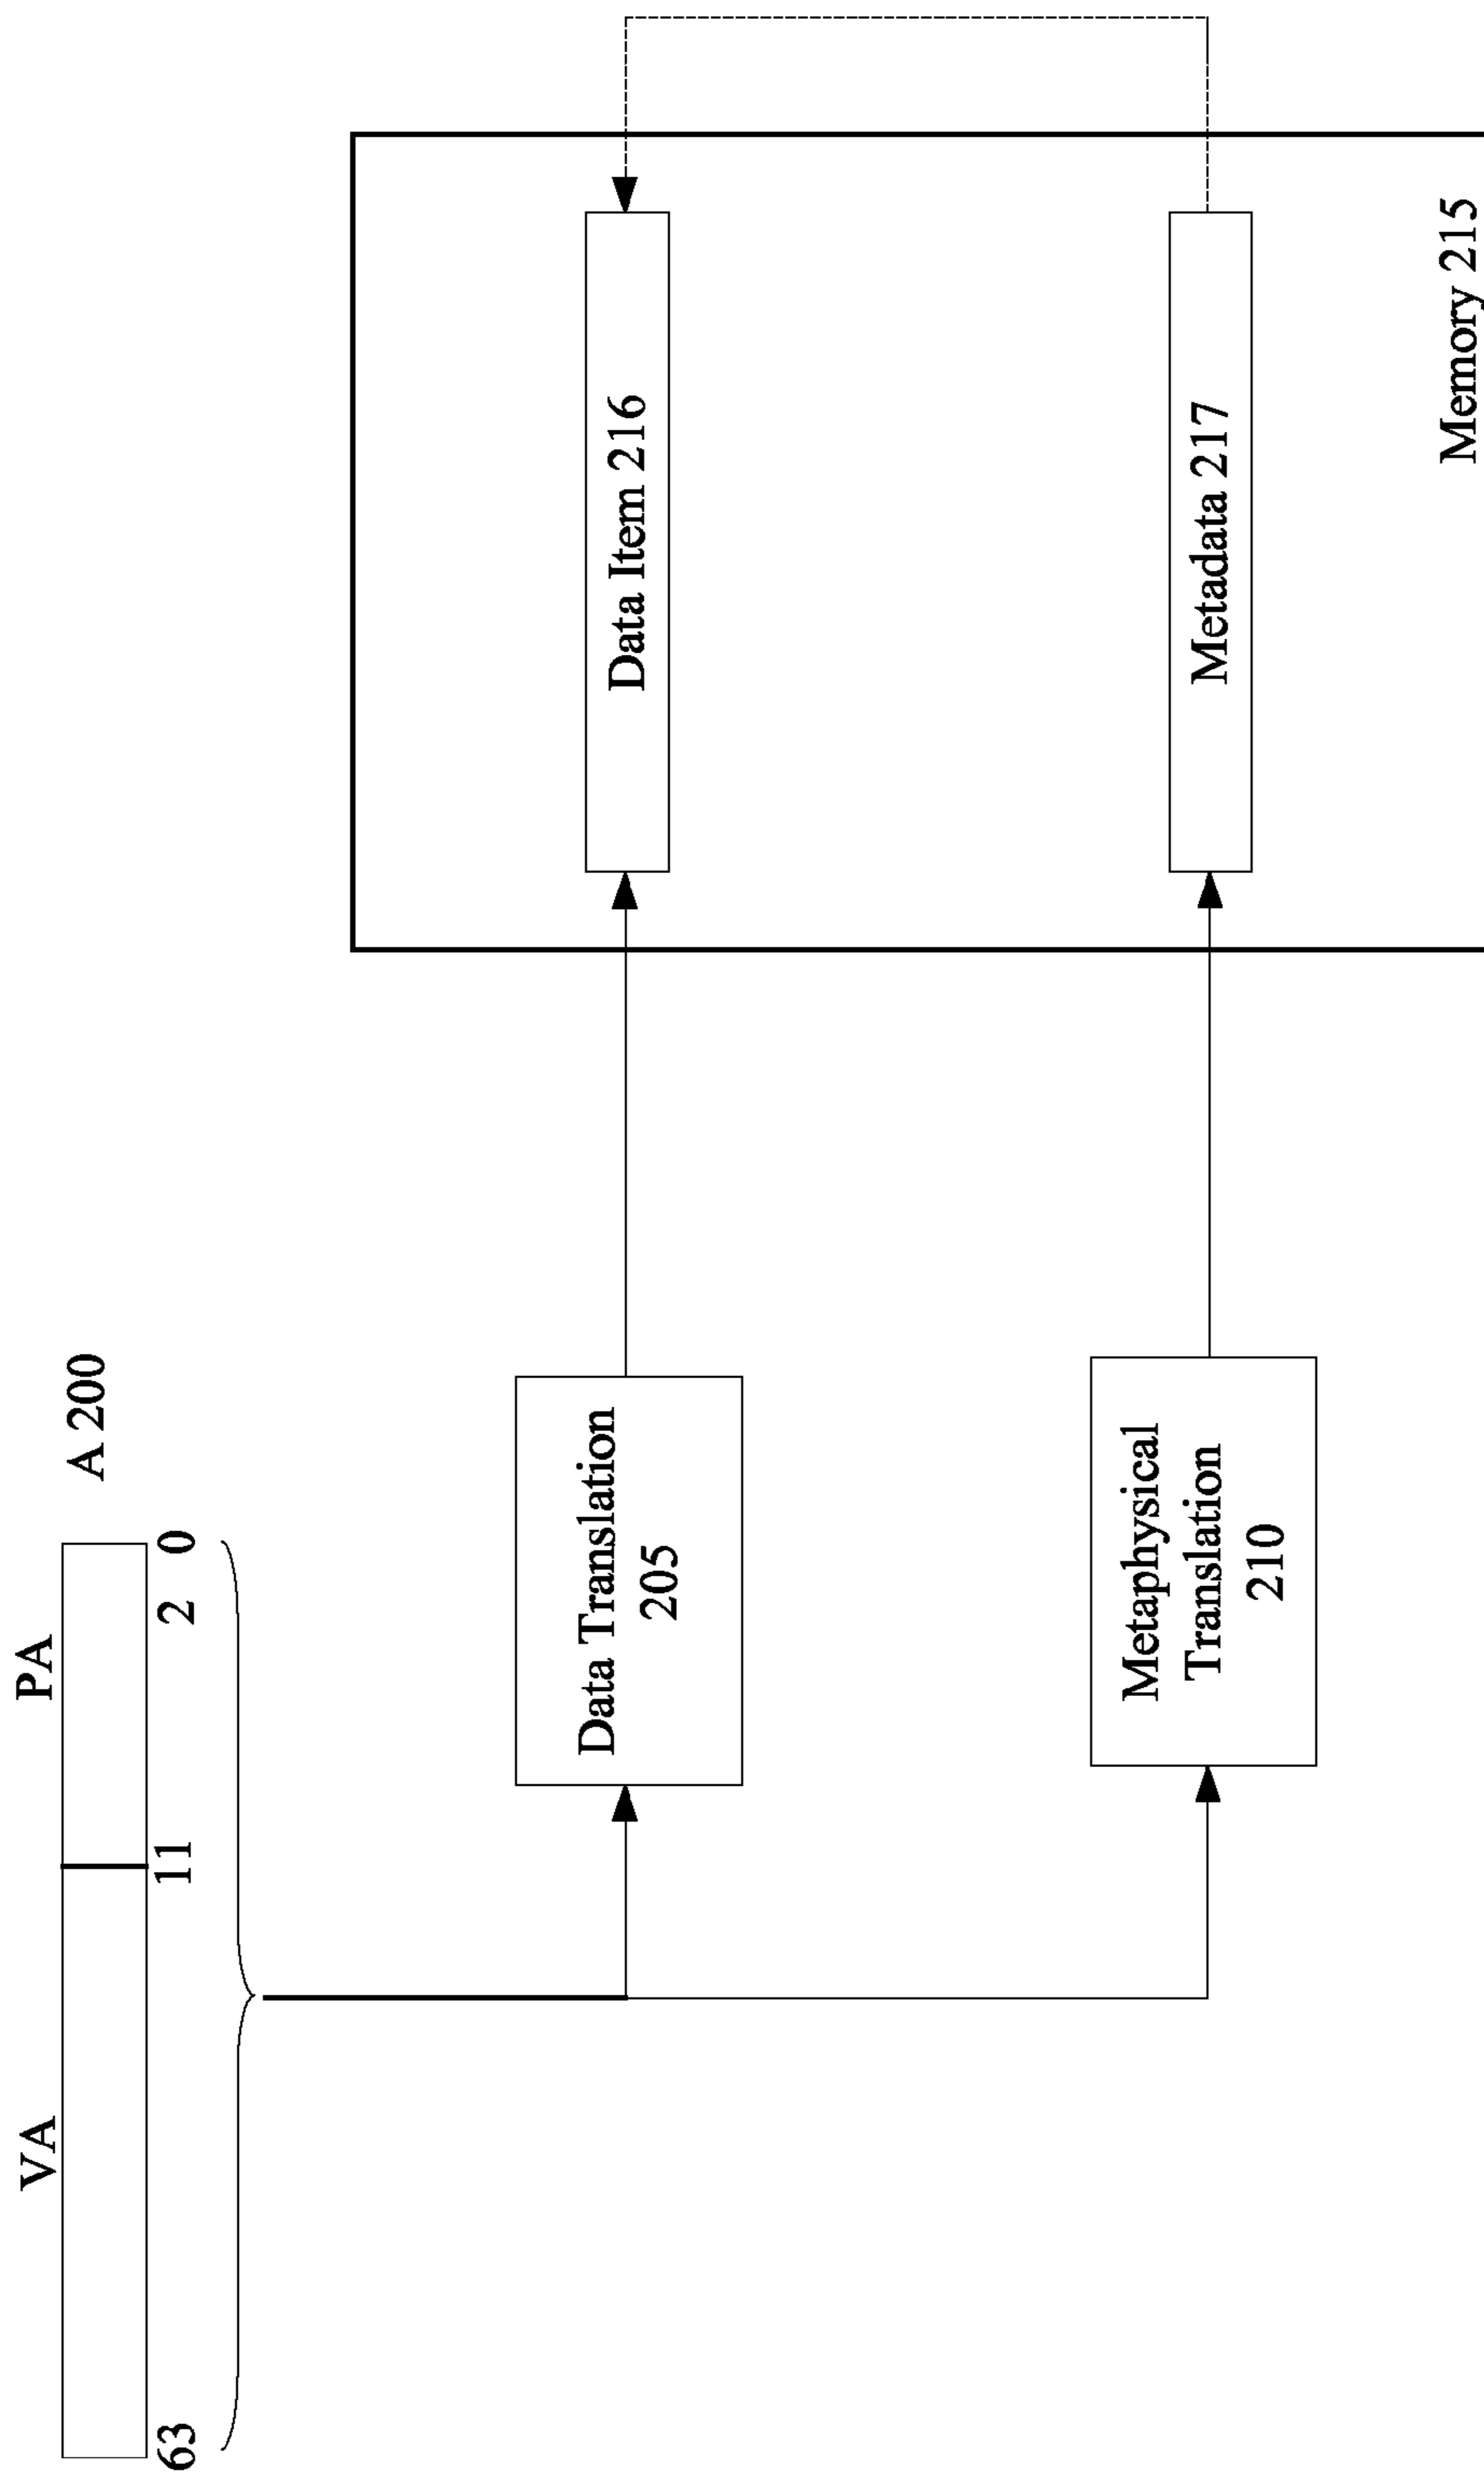 VA
PA
A 200
63
11
2
0
Data Translation
205
Data Item 216
Metaphysical
Translation
210
Metadata 217
Memory 215